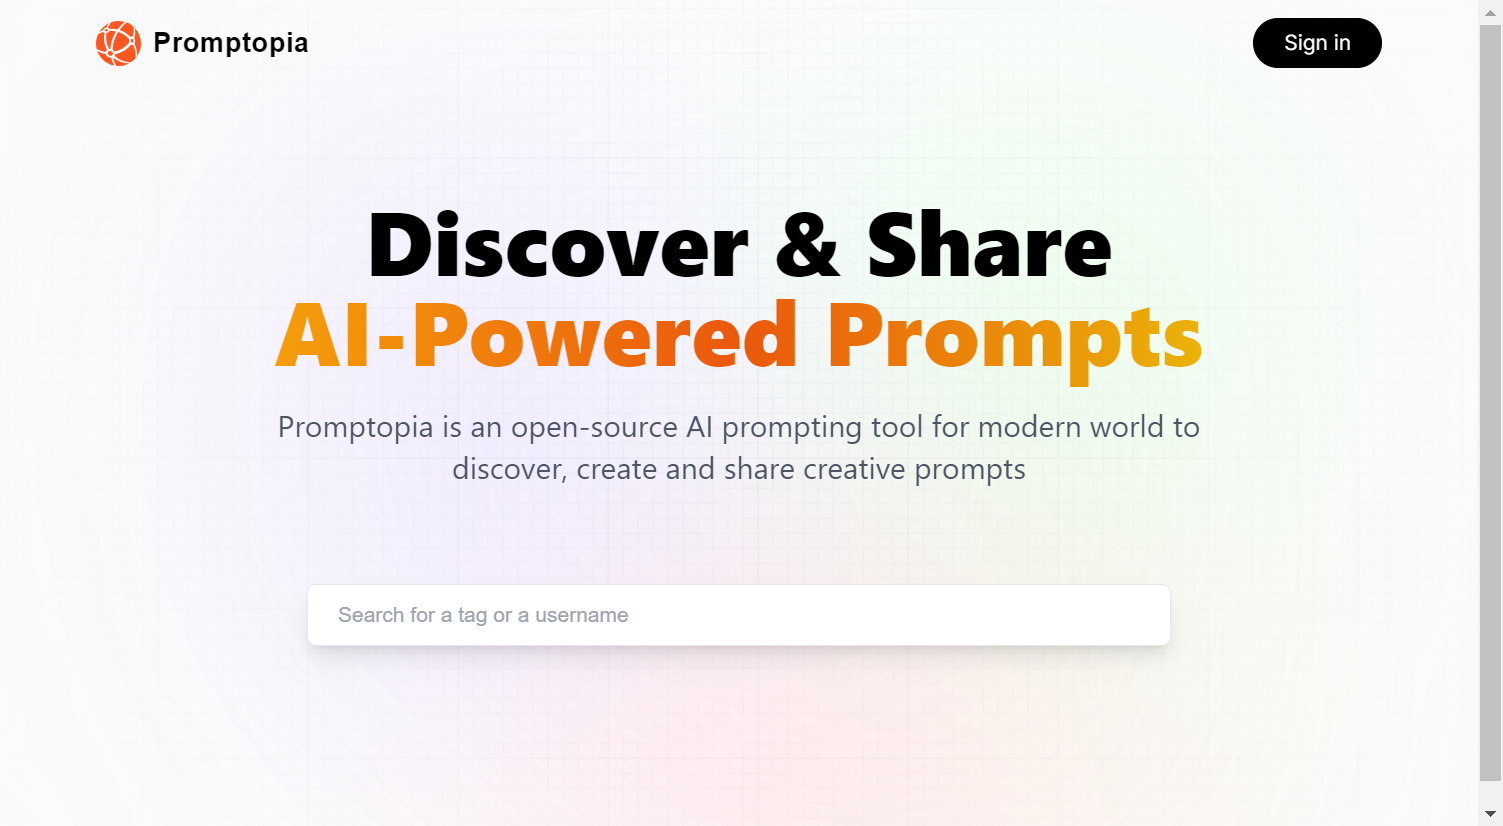 Promptopia
Sign in
Discover & Share
AI-Powered Prompts
Promptopia is an open-source AI prompting tool for modern world to
discover, create and share creative prompts
Search for a tag or a username